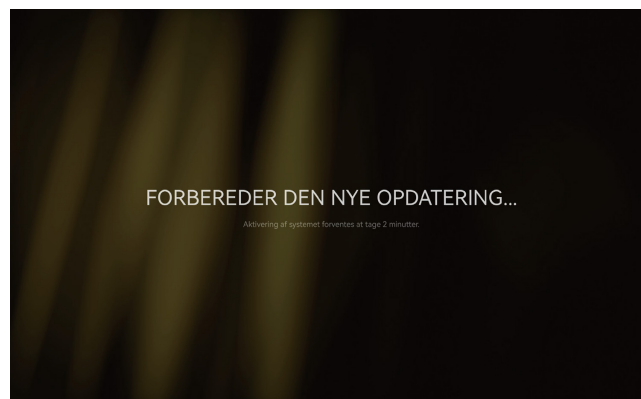 FORBEREDER DEN NYE OPDATERING...
Aktivering af systemet forventes at tage 2 minutter.